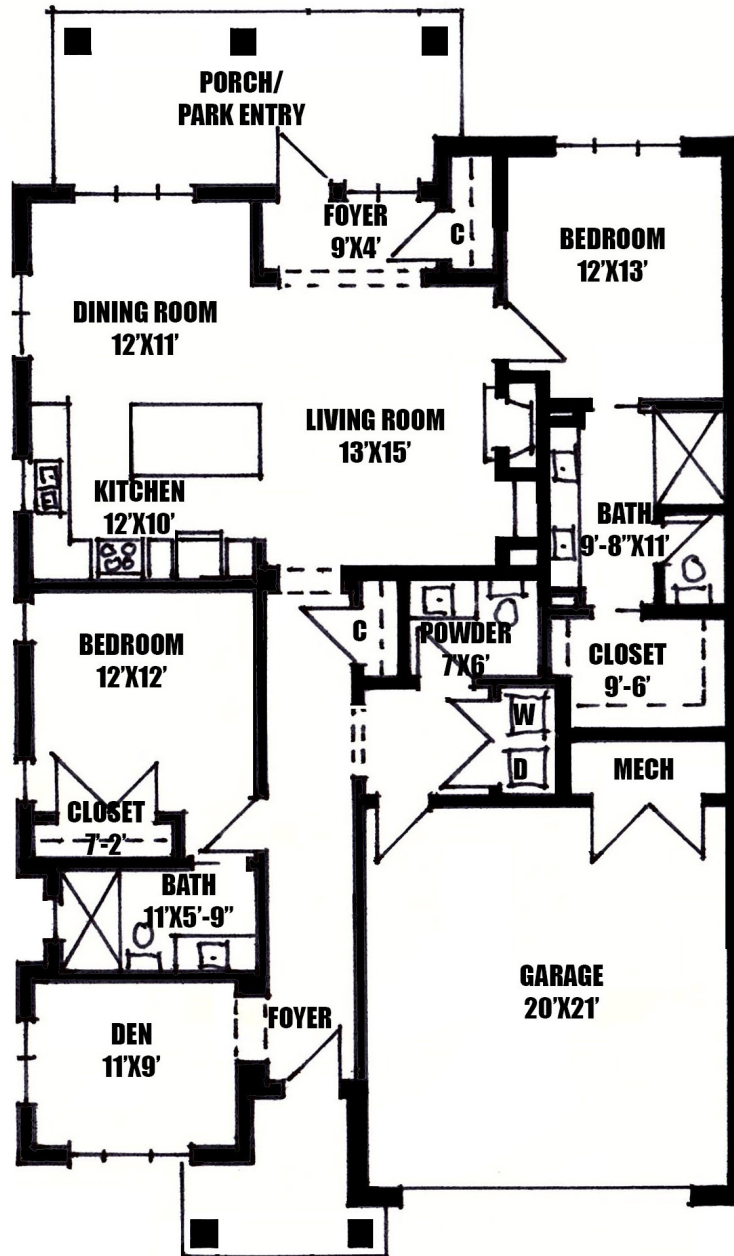 PORCH/
PARK ENTRY
FOYER
9'X4'
C
BEDROOM
12'X13'
DINING ROOM
12'X11'
LIVING ROOM
13'X15'
KITCHEN
12'X10'
BATH
9'-8"X11'
BEDROOM
12'X12'
C
POWDER
7'X6'
CLOSET
9'-6'
W
D
MECH
CLOSET
7'-2'
BATH
11'X5'-9"
GARAGE
20'X21'
DEN
11'X9'
FOYER